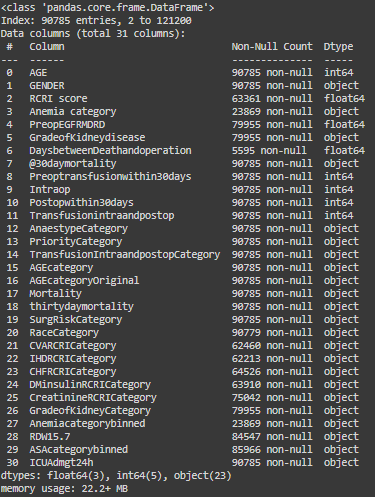 <class 'pandas.core.frame.DataFrame'>
Index: 90785 entries, 2 to 121200
Data columns (total 31 columns):
 #   Column                           Non-Null Count  Dtype
---  ------                           --------------  -----
 0   AGE                              90785 non-null  int64
 1   GENDER                           90785 non-null  object
 2   RCRI score                       63361 non-null  float64
 3   Anemia category                  23869 non-null  object
 4   PreopEGFRMDRD                    79955 non-null  float64
 5   GradeofKidneydisease             79955 non-null  object
 6   DaysbetweenDeathandoperation     5595 non-null   float64
 7   @30daymortality                  90785 non-null  object
 8   Preoptransfusionwithin30days     90785 non-null  int64
 9   Intraop                          90785 non-null  int64
 10  Postopwithin30days               90785 non-null  int64
 11  Transfusionintraandpostop        90785 non-null  int64
 12  AnaestypeCategory                90785 non-null  object
 13  PriorityCategory                 90785 non-null  object
 14  TransfusionIntraandpostopCategory  90785 non-null  object
 15  AGEcategory                      90785 non-null  object
 16  AGEcategoryOriginal              90785 non-null  object
 17  Mortality                        90785 non-null  object
 18  thirtydaymortality               90785 non-null  object
 19  SurgRiskCategory                 90785 non-null  object
 20  RaceCategory                     90779 non-null  object
 21  CVARCRICategory                  62460 non-null  object
 22  IHDRCRICategory                  62213 non-null  object
 23  CHFRCRICategory                  64526 non-null  object
 24  DMinsulinRCRICategory            63910 non-null  object
 25  CreatinineRCRICategory           75042 non-null  object
 26  GradeofKidneyCategory            79955 non-null  object
 27  Anemiacategorybinned             23869 non-null  object
 28  RDW15.7                          84547 non-null  object
 29  ASAcategorybinned                85966 non-null  object
 30  ICUAdmgt24h                      90785 non-null  object
dtypes: float64(3), int64(5), object(23)
memory usage: 22.2+ MB